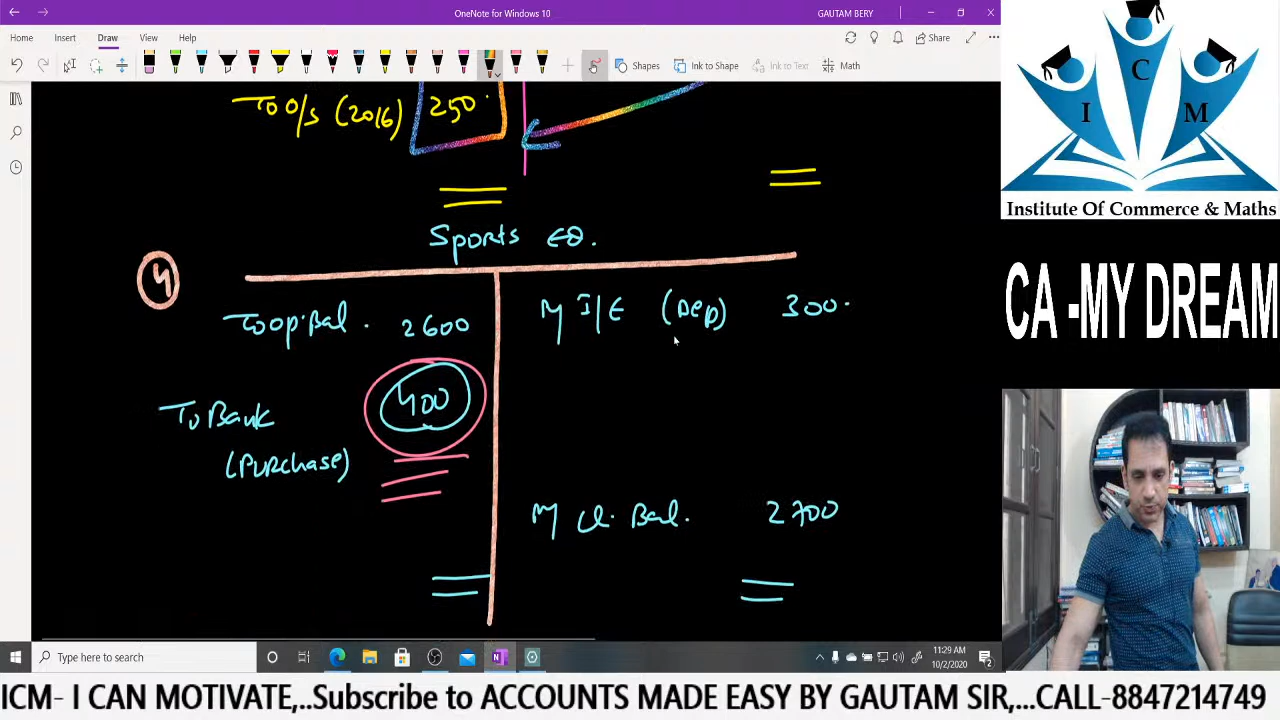 OneNote for Windows 10
GAUTAM BERY
Home Insert Draw View Help
Share
Shapes Ink to Shape Ink to Text Math
To O/S (2016) 250
Sports EQ.
4
To op. Bal. 2600
By I/E (Dep) 300
400
To Bank
(Purchase)
By Cl. Bal. 2700
I C M
Institute Of Commerce & Maths
CA -MY DREAM
Type here to search
11:29 AM
10/2/2020
2
ICM- I CAN MOTIVATE,..Subscribe to ACCOUNTS MADE EASY BY GAUTAM SIR,...CALL-8847214749